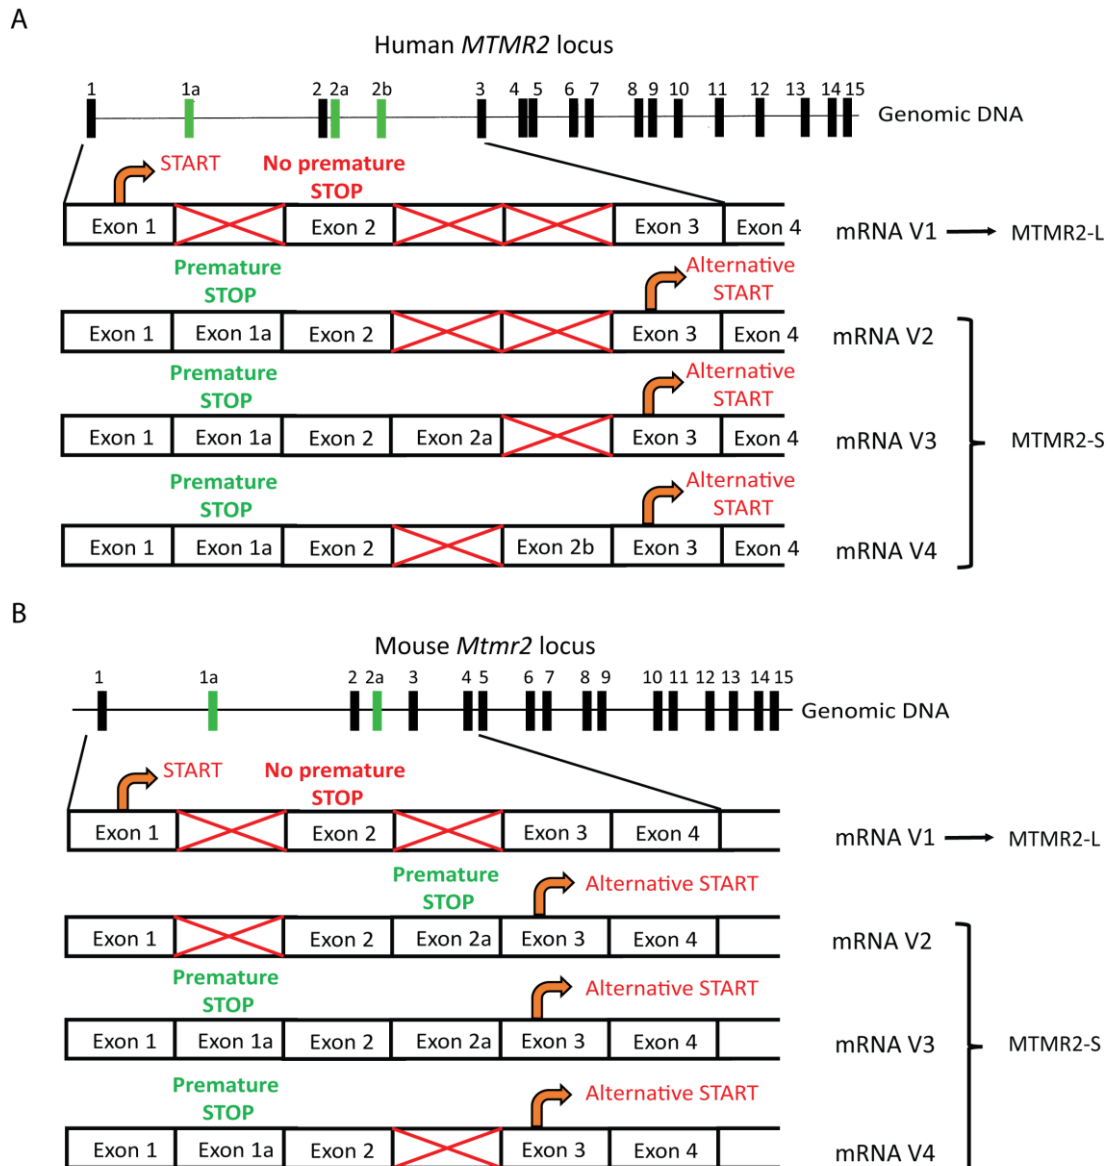 A
Human MTMR2 locus
1 1a 2 2a 2b 3 4 5 6 7 8 9 10 11 12 13 14 15
Genomic DNA
START
No premature
STOP
Exon 1 Exon 2 Exon 3 Exon 4 mRNA V1 MTMR2-L
Premature
STOP
Alternative
START
Exon 1 Exon 1a Exon 2 Exon 3 Exon 4 mRNA V2
Premature
STOP
Alternative
START
Exon 1 Exon 1a Exon 2 Exon 2a Exon 3 Exon 4 mRNA V3 MTMR2-S
Premature
STOP
Alternative
START
Exon 1 Exon 1a Exon 2 Exon 2b Exon 3 Exon 4 mRNA V4
B
Mouse Mtmr2 locus
1 1a 2 2a 3 4 5 6 7 8 9 10 11 12 13 14 15
Genomic DNA
START
No premature
STOP
Exon 1 Exon 2 Exon 3 Exon 4 mRNA V1 MTMR2-L
Premature
STOP
Alternative START
Exon 1 Exon 2 Exon 2a Exon 3 Exon 4 mRNA V2
Premature
STOP
Alternative START
Exon 1 Exon 1a Exon 2 Exon 2a Exon 3 Exon 4 mRNA V3 MTMR2-S
Premature
STOP
Alternative START
Exon 1 Exon 1a Exon 2 Exon 3 Exon 4 mRNA V4